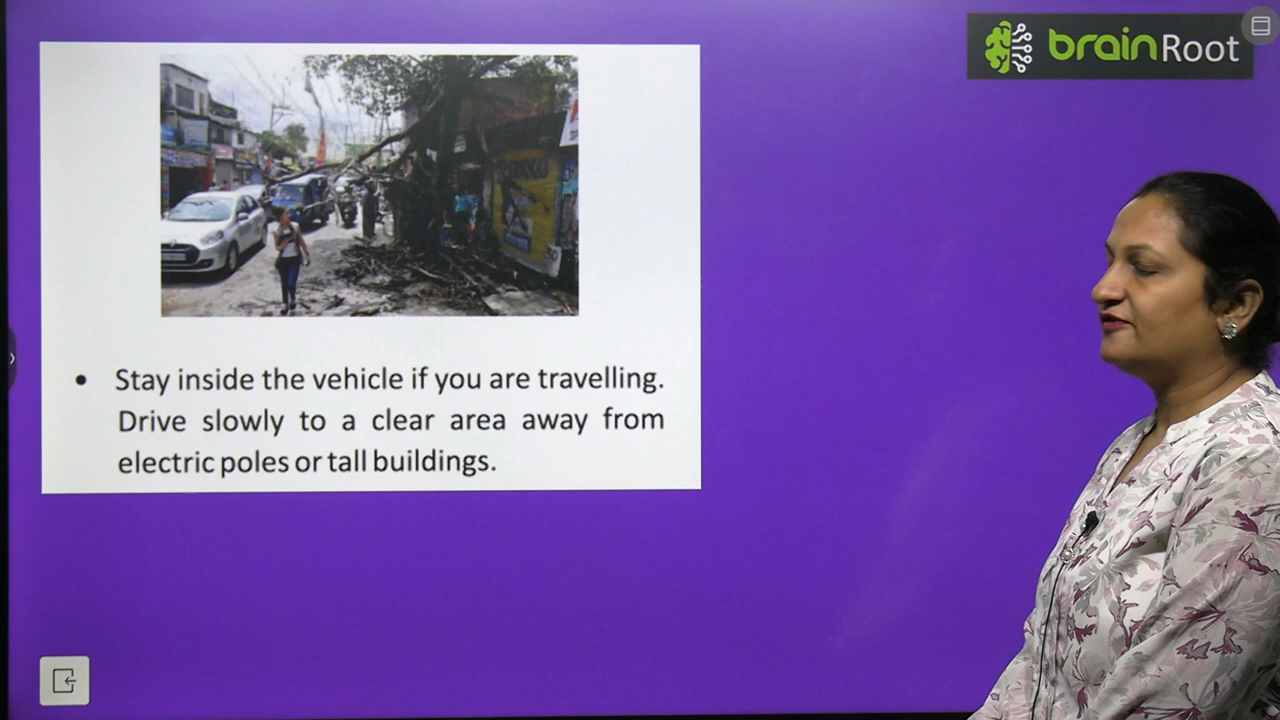 brainRoot
• Stay inside the vehicle if you are travelling.
Drive slowly to a clear area away from
electric poles or tall buildings.